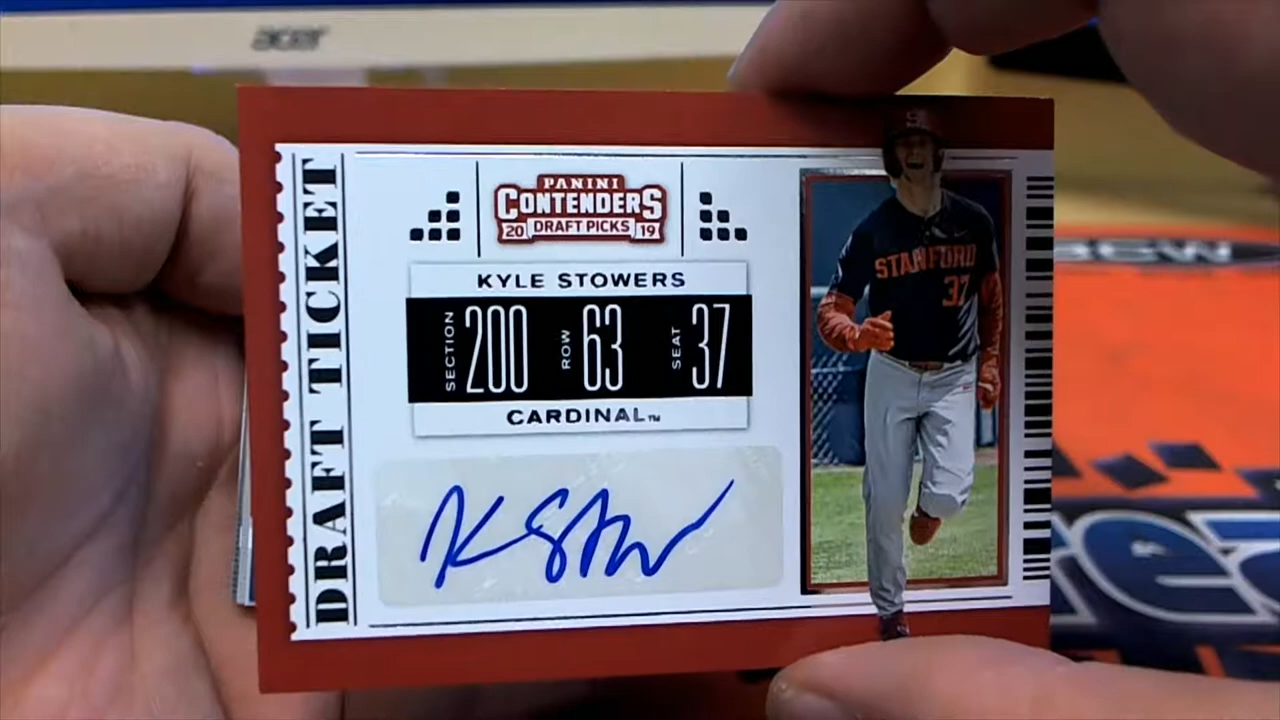 acer
DRAFT TICKET
PANINI
CONTENDERS
20 DRAFT PICKS 19
KYLE STOWERS
SECTION 200 ROW 63 SEAT 37
CARDINAL™
STANFORD
37